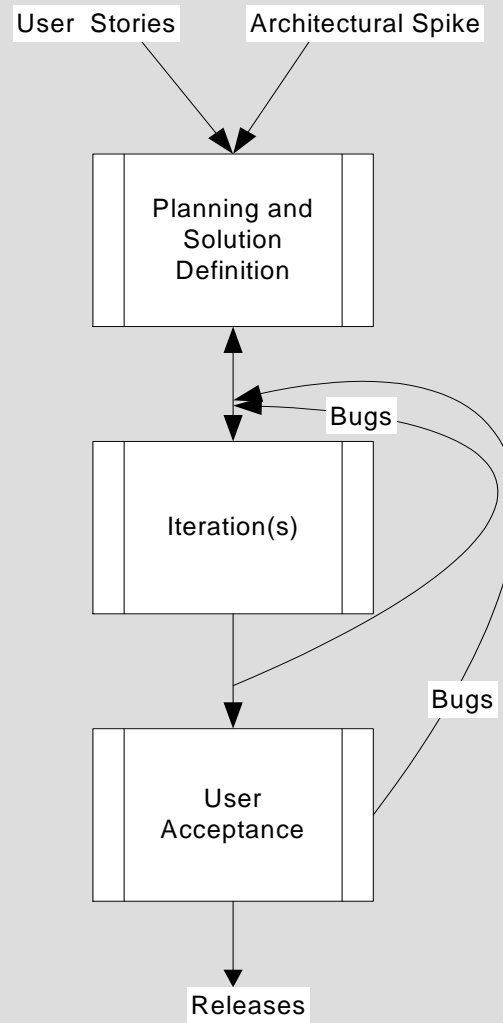 User Stories
Architectural Spike
Planning and
Solution
Definition
Bugs
Iteration(s)
Bugs
User
Acceptance
Releases